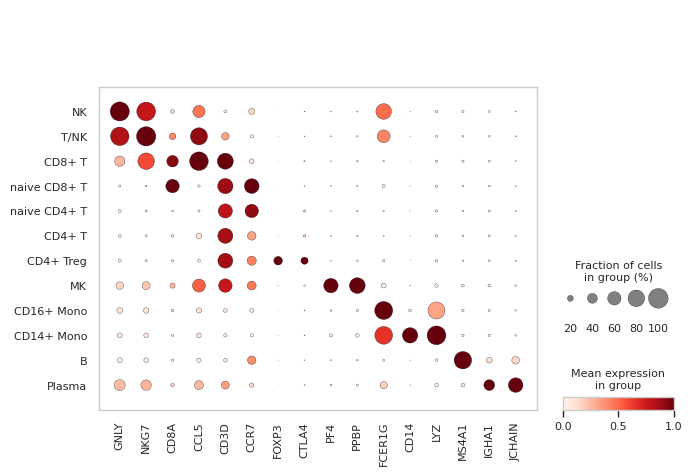 NK
T/NK
CD8+ T
naive CD8+ T
naive CD4+ T
CD4+ T
CD4+ Treg
MK
CD16+ Mono
CD14+ Mono
B
Plasma
GNLY
NKG7
CD8A
CCL5
CD3D
CCR7
FOXP3
CTLA4
PF4
PPBP
FCER1G
CD14
LYZ
MS4A1
IGHA1
JCHAIN
Fraction of cells
in group (%)
20 40 60 80 100
Mean expression
in group
0.0 0.5 1.0